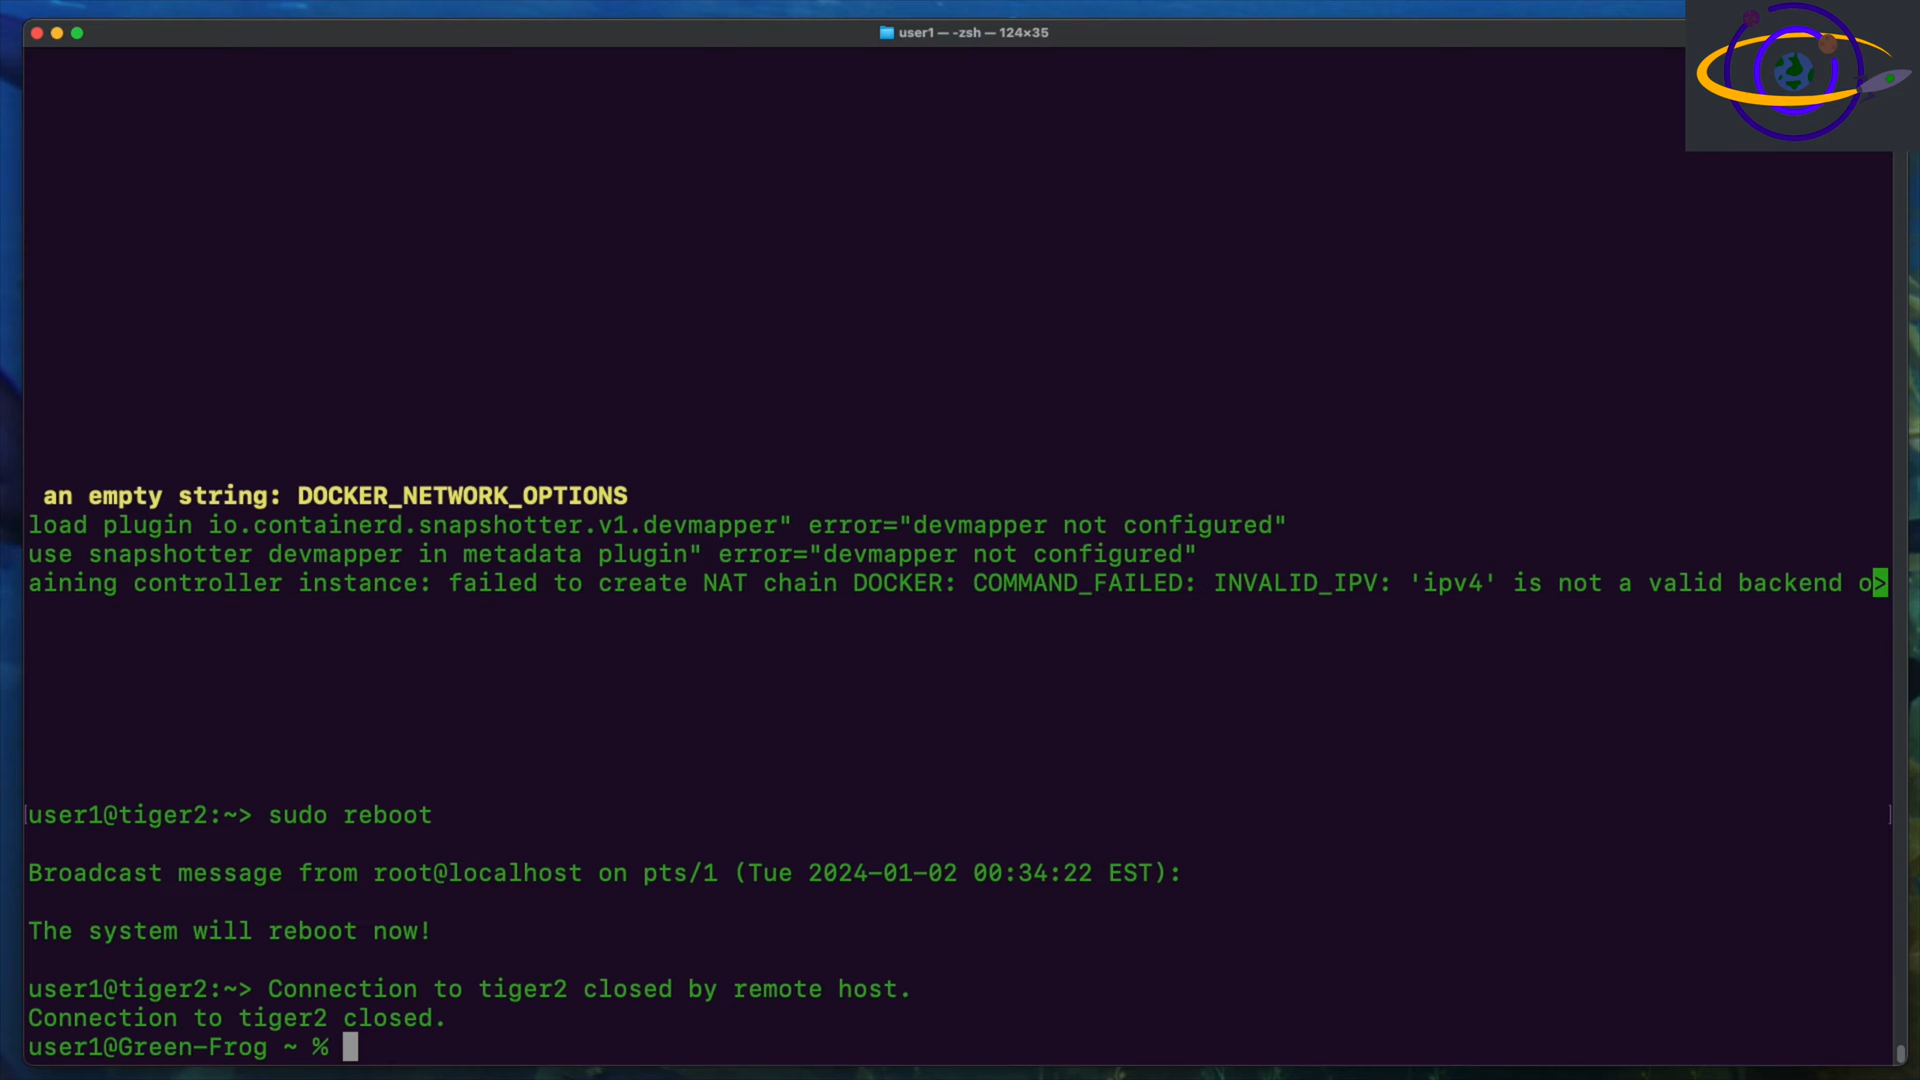 user1 — -zsh — 124×35
an empty string: DOCKER_NETWORK_OPTIONS
load plugin io.containerd.snapshotter.v1.devmapper" error="devmapper not configured"
use snapshotter devmapper in metadata plugin" error="devmapper not configured"
aining controller instance: failed to create NAT chain DOCKER: COMMAND_FAILED: INVALID_IPV: 'ipv4' is not a valid backend o>
[user1@tiger2:~> sudo reboot ]
Broadcast message from root@localhost on pts/1 (Tue 2024-01-02 00:34:22 EST):
The system will reboot now!
user1@tiger2:~> Connection to tiger2 closed by remote host.
Connection to tiger2 closed.
user1@Green-Frog ~ %